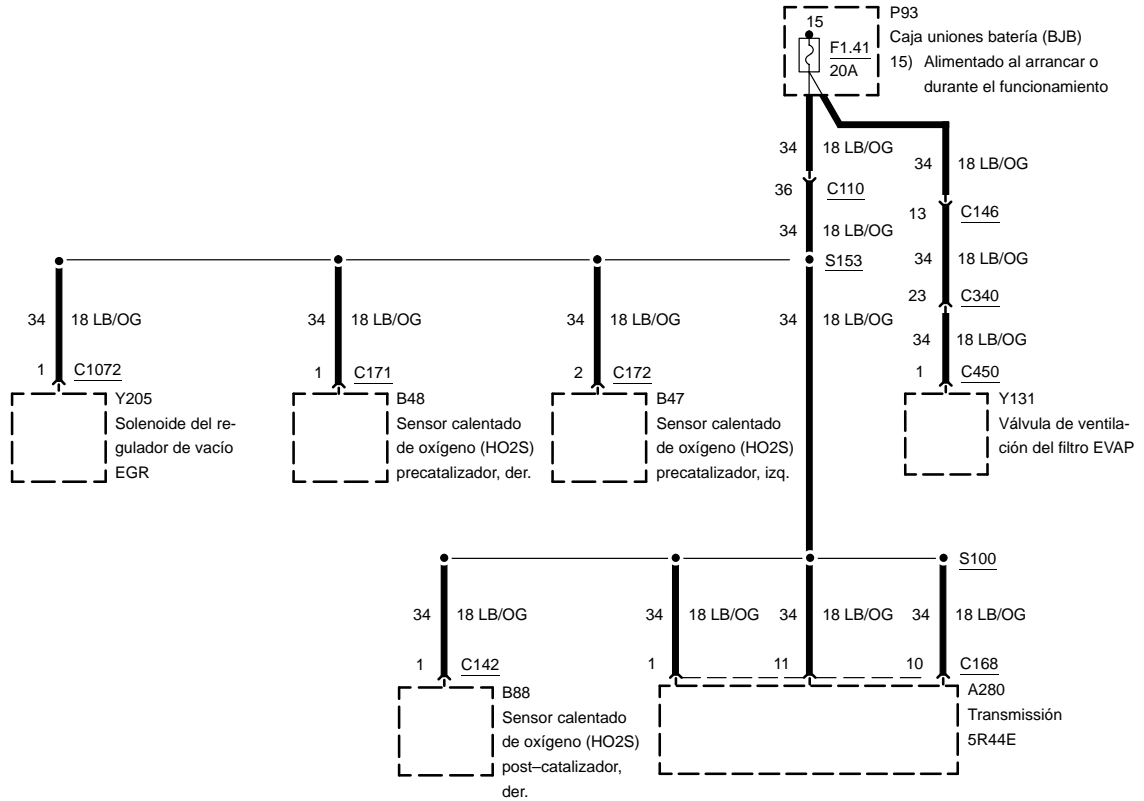 P93
15
Caja uniones batería (BJB)
F1.41
15) Alimentado al arrancar o
20A
durante el funcionamiento
34 18 LB/OG
34 18 LB/OG
36 C110
13 C146
34 18 LB/OG
S153
34 18 LB/OG
23 C340
34 18 LB/OG
34 18 LB/OG
34 18 LB/OG
34 18 LB/OG
34 18 LB/OG
1 C1072
1 C171
2 C172
1 C450
Y205
Solenoide del re-
gulador de vacío
EGR
B48
Sensor calentado
de oxígeno (HO2S)
precatalizador, der.
B47
Sensor calentado
de oxígeno (HO2S)
precatalizador, izq.
Y131
Válvula de ventila-
ción del filtro EVAP
S100
34 18 LB/OG
34 18 LB/OG
34 18 LB/OG
34 18 LB/OG
1 C142
1
11
10 C168
B88
Sensor calentado
de oxígeno (HO2S)
post–catalizador,
der.
A280
Transmissión
5R44E